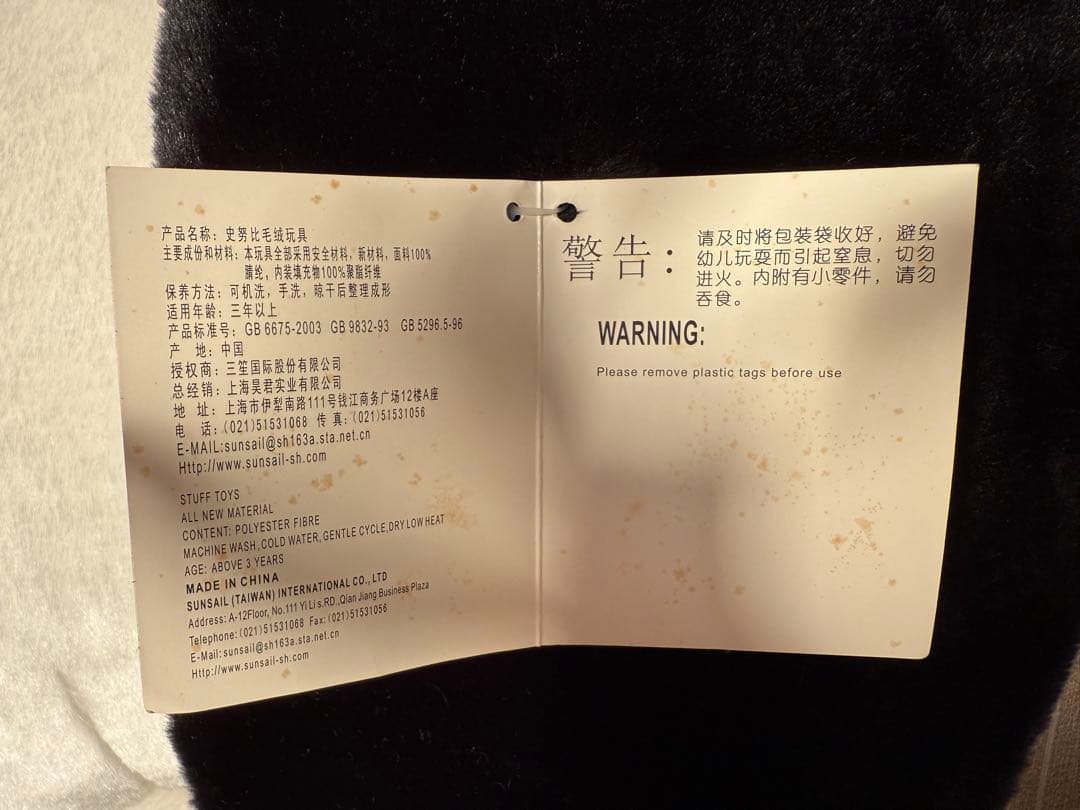 产品名称：史努比毛绒玩具
主要成份和材料：本玩具全部采用安全材料，新材料，面料100%
腈纶，内装填充物100%聚酯纤维
保养方法：可机洗，手洗，晾干后整理成形
适用年龄：三年以上
产品标准号：GB 6675-2003 GB 9832-93 GB 5296.5-96
产 地：中国
授权商：三笙国际股份有限公司
总经销：上海昊君实业有限公司
地 址：上海市伊犁南路111号钱江商务广场12楼A座
电 话：(021)51531068 传 真：(021)51531056
E-MAIL:sunsail@sh163a.sta.net.cn
Http://www.sunsail-sh.com
STUFF TOYS
ALL NEW MATERIAL
CONTENT: POLYESTER FIBRE
MACHINE WASH, COLD WATER, GENTLE CYCLE, DRY LOW HEAT
AGE: ABOVE 3 YEARS
MADE IN CHINA
SUNSAIL (TAIWAN) INTERNATIONAL CO., LTD
Address: A-12Floor, No.111 Yi Li s.RD.,Qian Jiang Business Plaza
Telephone: (021)51531068 Fax: (021)51531056
E-Mail: sunsail@sh163a.sta.net.cn
Http://www.sunsail-sh.com
警告：
请及时将包装袋收好，避免
幼儿玩耍而引起窒息，切勿
进火。内附有小零件，请勿
吞食。
WARNING:
Please remove plastic tags before use